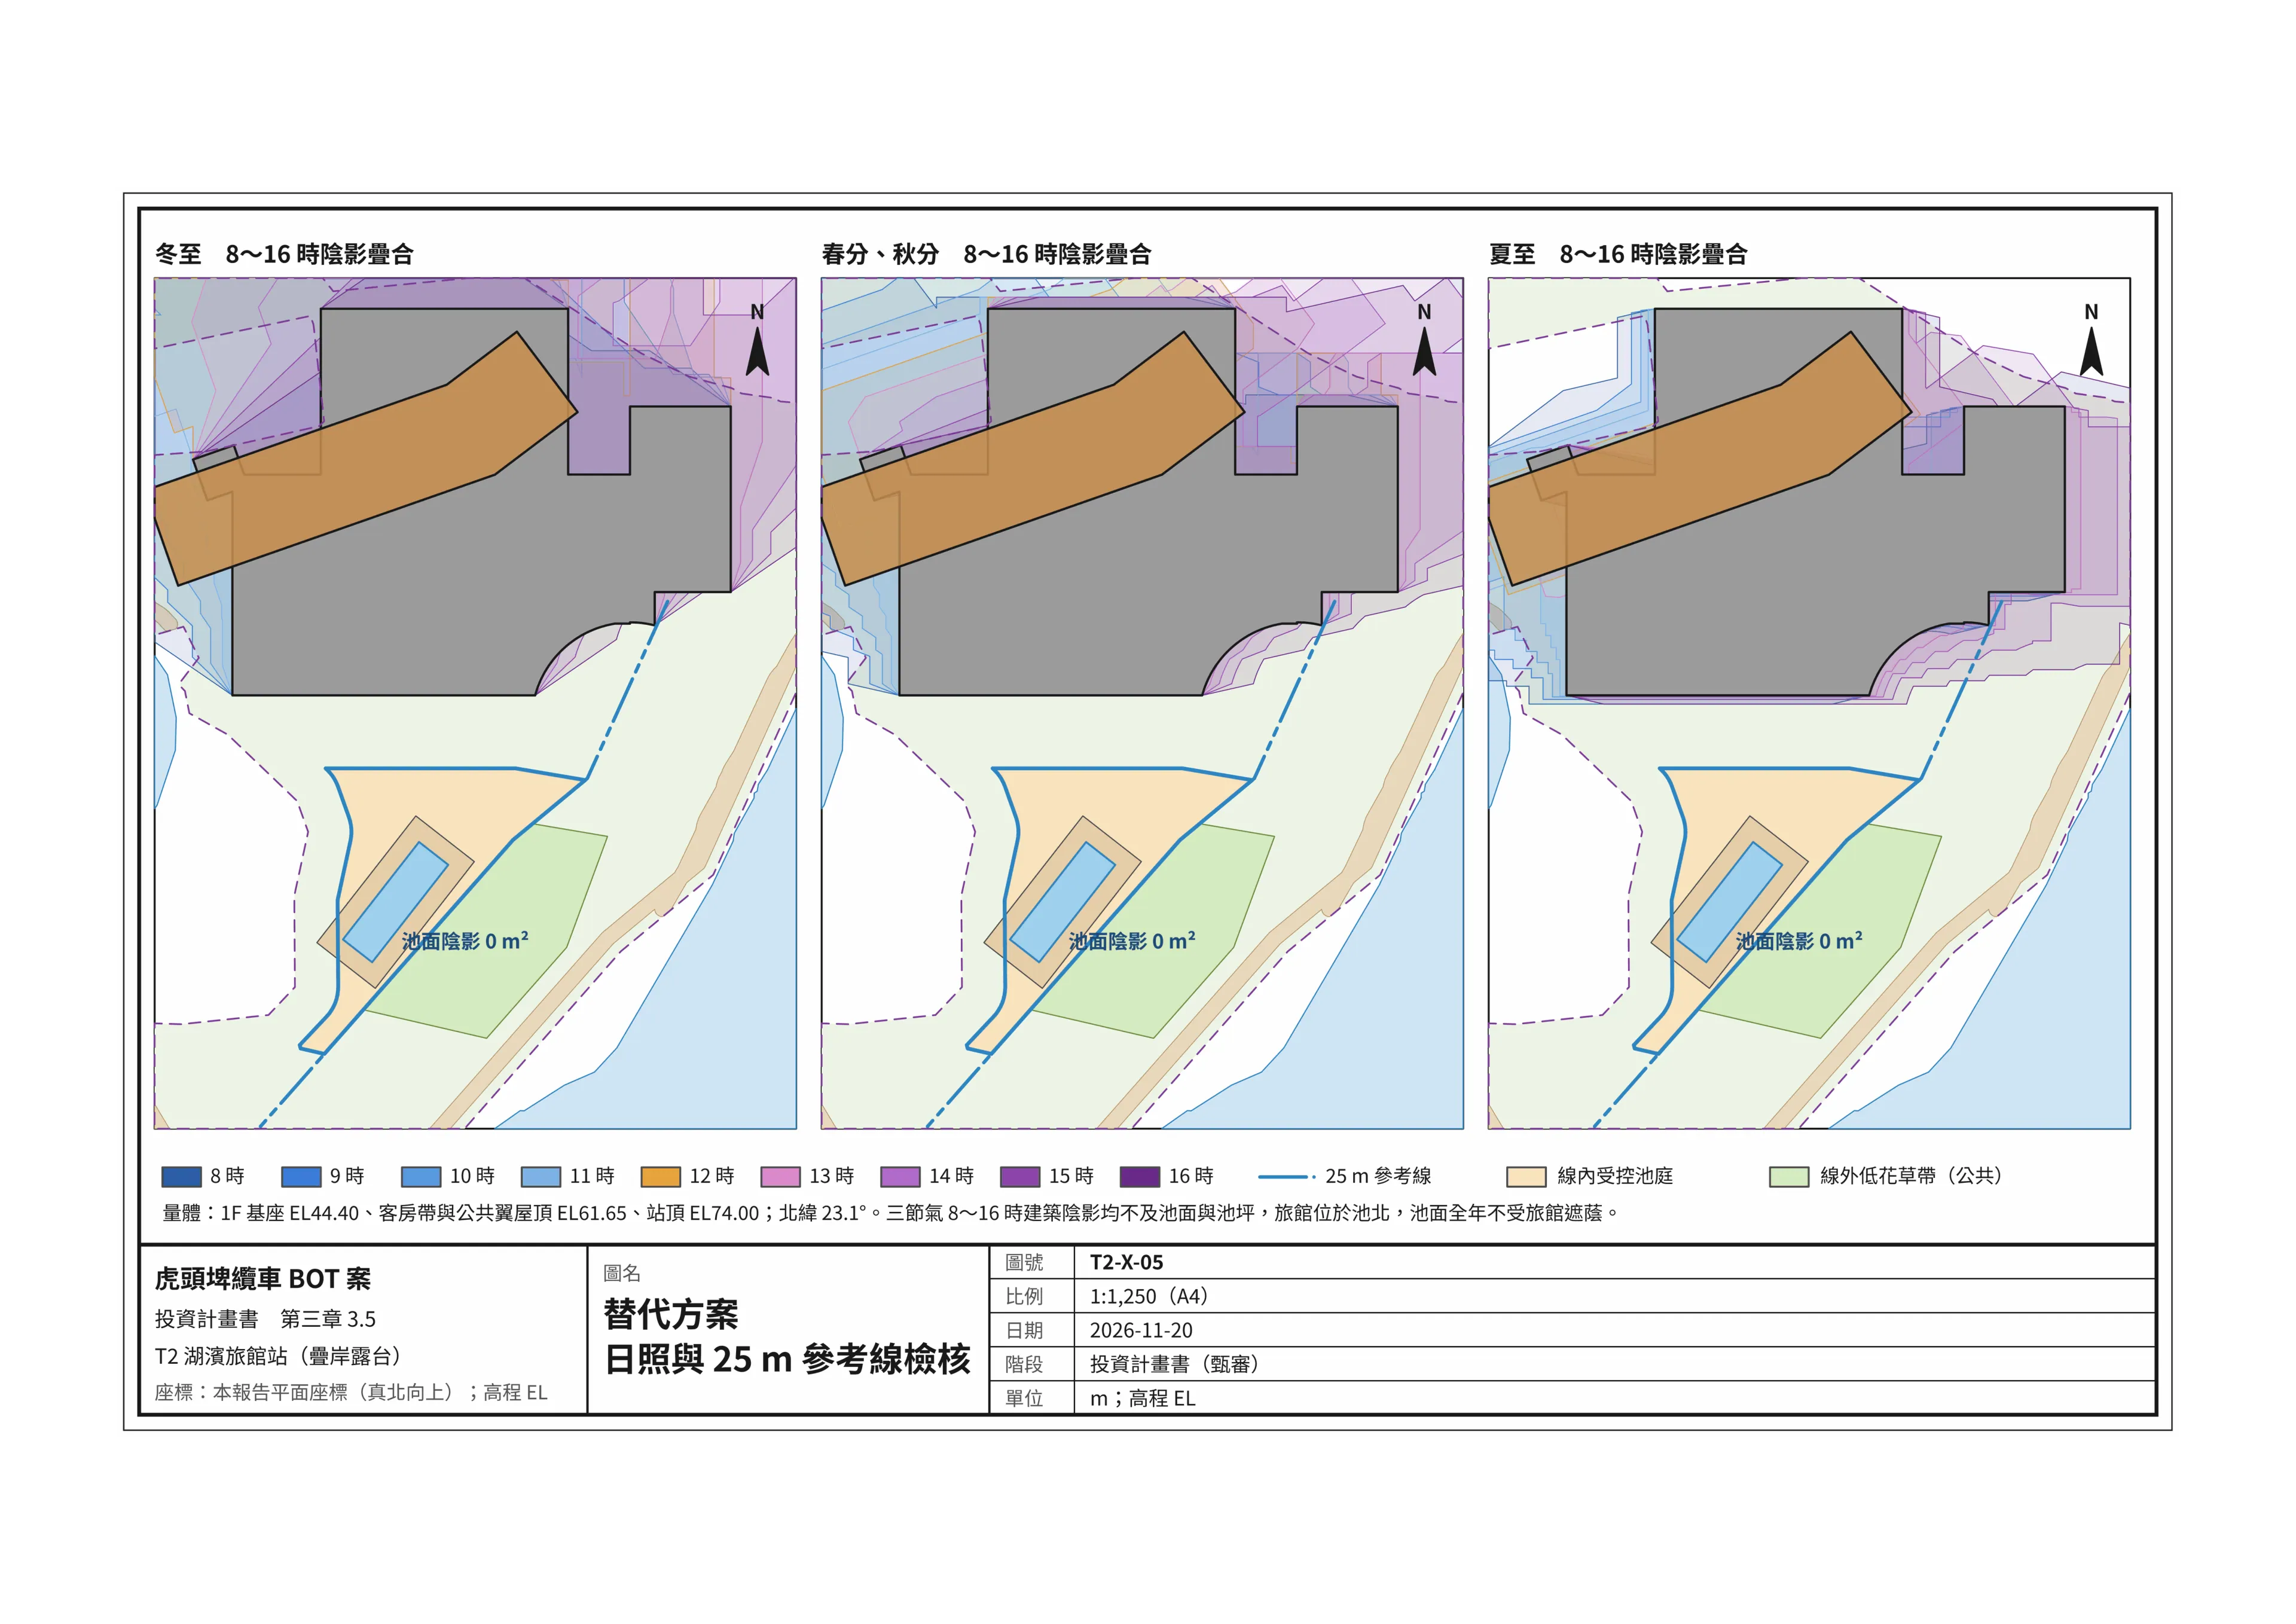 冬至　8～16 時陰影疊合
春分、秋分　8～16 時陰影疊合
夏至　8～16 時陰影疊合
N
N
N
池面陰影 0 m²
池面陰影 0 m²
池面陰影 0 m²
8 時
9 時
10 時
11 時
12 時
13 時
14 時
15 時
16 時
25 m 參考線
線內受控池庭
線外低花草帶（公共）
量體：1F 基座 EL44.40、客房帶與公共翼屋頂 EL61.65、站頂 EL74.00；北緯 23.1°。三節氣 8～16 時建築陰影均不及池面與池坪，旅館位於池北，池面全年不受旅館遮蔭。
虎頭埤纜車 BOT 案
投資計畫書　第三章 3.5
T2 湖濱旅館站（疊岸露台）
座標：本報告平面座標（真北向上）；高程 EL
圖名
替代方案
日照與 25 m 參考線檢核
圖號 T2-X-05
比例 1:1,250（A4）
日期 2026-11-20
階段 投資計畫書（甄審）
單位 m；高程 EL